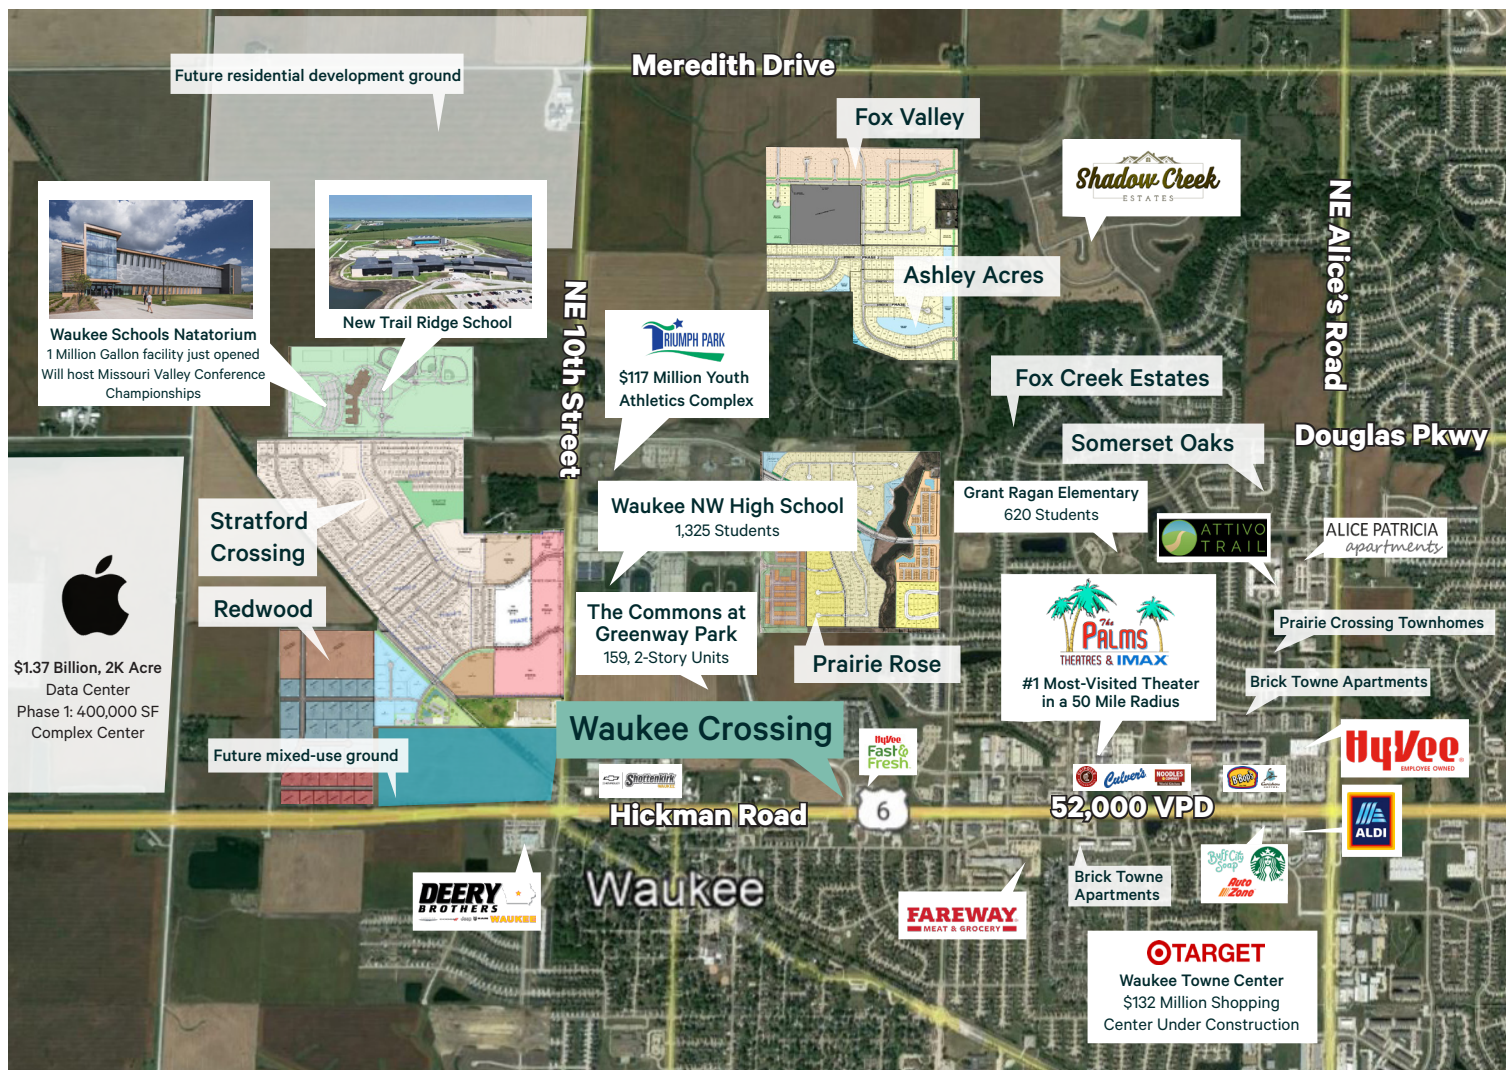 Meredith Drive
Future residential development ground
Fox Valley
Shadow Creek
ESTATES
NE Alice's Road
Ashley Acres
Waukee Schools Natatorium
1 Million Gallon facility just opened
Will host Missouri Valley Conference
Championships
New Trail Ridge School
NE 10th Street
TRIUMPH PARK
$117 Million Youth
Athletics Complex
Fox Creek Estates
Somerset Oaks
Douglas Pkwy
Stratford
Crossing
Waukee NW High School
1,325 Students
Grant Ragan Elementary
620 Students
ATTIVO
TRAIL
ALICE PATRICIA
apartments
Redwood
$1.37 Billion, 2K Acre
Data Center
Phase 1: 400,000 SF
Complex Center
The Commons at
Greenway Park
159, 2-Story Units
Prairie Rose
The
PALMS
THEATRES & IMAX
#1 Most-Visited Theater
in a 50 Mile Radius
Prairie Crossing Townhomes
Brick Towne Apartments
Future mixed-use ground
Waukee Crossing
HyVee
Fast &
Fresh
Shottenkirk
Culver's
NOODLES
B-Bop's
HyVee
EMPLOYEE OWNED
Hickman Road
6
52,000 VPD
ALDI
DEERY
BROTHERS
Jeep
WAUKEE
Waukee
FAREWAY
MEAT & GROCERY
Brick Towne
Apartments
Buff City
Soap
AutoZone
TARGET
Waukee Towne Center
$132 Million Shopping
Center Under Construction